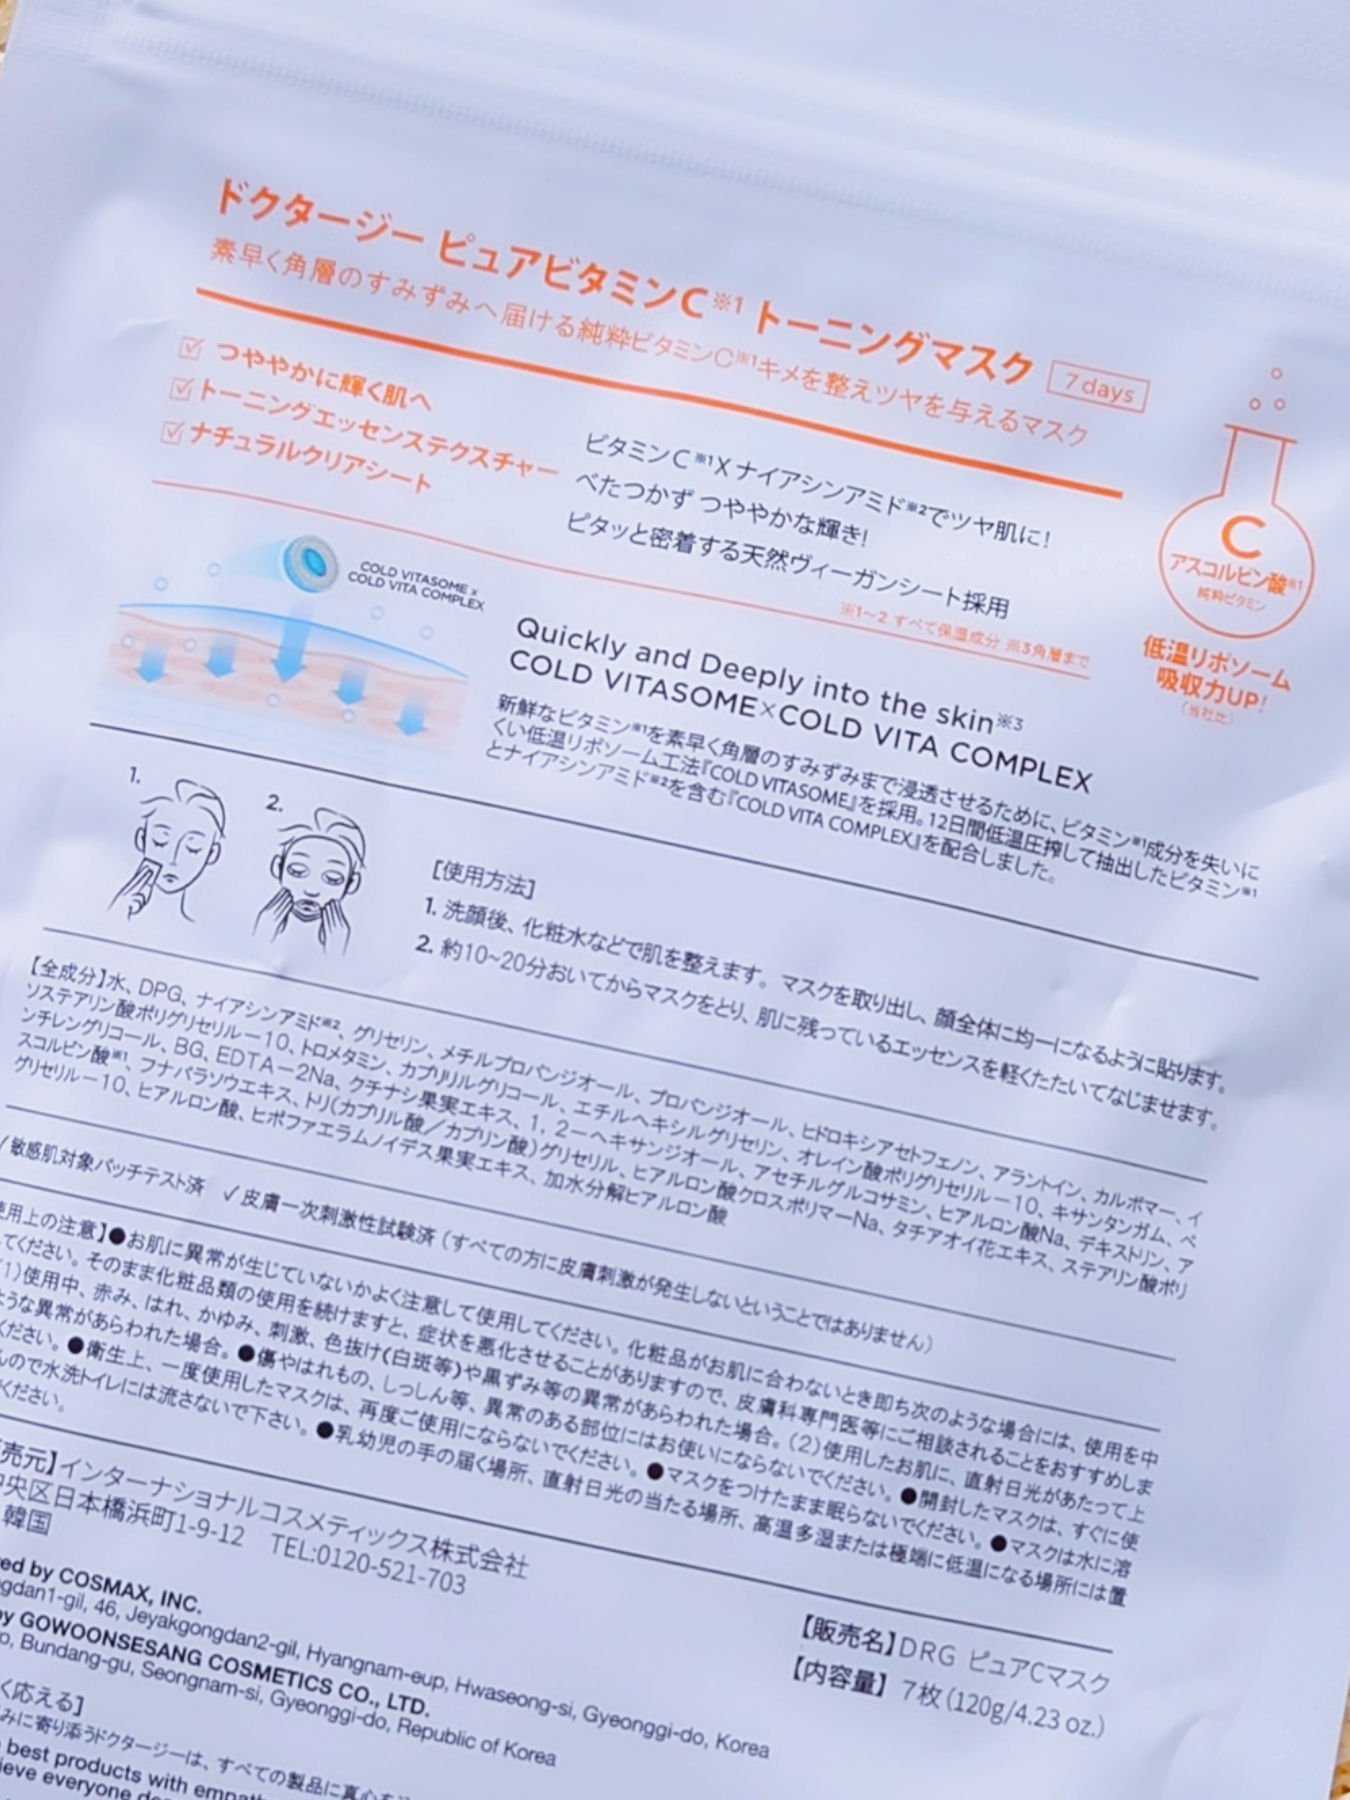 ドクタージー ピュアビタミンC※1 トーニングマスク 7days
素早く角層のすみずみへ届ける純粋ビタミンC※1キメを整えツヤを与えるマスク
つややかに輝く肌へ
トーニングエッセンステクスチャー
ナチュラルクリアシート
ビタミンC※1X ナイアシンアミド※2でツヤ肌に!
べたつかず つややかな輝き!
ピタッと密着する天然ヴィーガンシート採用
※1~2 すべて保湿成分 ※3角層まで
C
アスコルビン酸※1
純粋ビタミン
低温リポソーム
吸収力UP!
(当社比)
COLD VITASOME x
COLD VITA COMPLEX
Quickly and Deeply into the skin※3
COLD VITASOME×COLD VITA COMPLEX
新鮮なビタミン※1を素早く角層のすみずみまで浸透させるために、ビタミン※1成分を失いに
くい低温リポソーム工法『COLD VITASOME』を採用。12日間低温圧搾して抽出したビタミン※1
とナイアシンアミド※2を含む『COLD VITA COMPLEX』を配合しました。
1.
2.
[使用方法]
1. 洗顔後、化粧水などで肌を整えます。マスクを取り出し、顔全体に均一になるように貼ります。
2. 約10~20分おいてからマスクをとり、肌に残っているエッセンスを軽くたたいてなじませます。
【全成分】水、DPG、ナイアシンアミド※2、グリセリン、メチルプロパンジオール、プロパンジオール、ヒドロキシアセトフェノン、アラントイン、カルボマー、イ
ソステアリン酸ポリグリセリル－10、トロメタミン、カプリリルグリコール、エチルヘキシルグリセリン、オレイン酸ポリグリセリル－10、キサンタンガム、ペ
ンチレングリコール、BG、EDTA－2Na、クチナシ果実エキス、1，2－ヘキサンジオール、アセチルグルコサミン、ヒアルロン酸Na、デキストリン、ア
スコルビン酸※1、フナバラソウエキス、トリ(カプリル酸／カプリン酸)グリセリル、ヒアルロン酸クロスポリマーNa、タチアオイ花エキス、ステアリン酸ポリ
グリセリル－10、ヒアルロン酸、ヒポファエラムノイデス果実エキス、加水分解ヒアルロン酸
✓敏感肌対象パッチテスト済 ✓皮膚一次刺激性試験済（すべての方に皮膚刺激が発生しないということではありません）
使用上の注意】●お肌に異常が生じていないかよく注意して使用してください。化粧品がお肌に合わないとき即ち次のような場合には、使用を中
てください。そのまま化粧品類の使用を続けますと、症状を悪化させることがありますので、皮膚科専門医等にご相談されることをおすすめしま
(1)使用中、赤み、はれ、かゆみ、刺激、色抜け(白斑等)や黒ずみ等の異常があらわれた場合。(2)使用したお肌に、直射日光があたって上
ような異常があらわれた場合。●傷やはれもの、しっしん等、異常のある部位にはお使いにならないでください。●開封したマスクは、すぐに使
ください。●衛生上、一度使用したマスクは、再度ご使用にならないでください。●マスクをつけたまま眠らないでください。●マスクは水に溶
んので水洗トイレには流さないで下さい。●乳幼児の手の届く場所、直射日光の当たる場所、高温多湿または極端に低温になる場所には置
ください。
売元】インターナショナルコスメティックス株式会社
中央区日本橋浜町1-9-12 TEL:0120-521-703
韓国
【販売名】DRG ピュアCマスク
【内容量】7枚(120g/4.23 oz.)
ed by COSMAX, INC.
gdan1-gil, 46, Jeyakgongdan2-gil, Hyangnam-eup, Hwaseong-si, Gyeonggi-do, Korea
by GOWOONSESANG COSMETICS CO., LTD.
o, Bundang-gu, Seongnam-si, Gyeonggi-do, Republic of Korea
く応える]
みに寄り添うドクタージーは、すべての製品に真心を
best products with empath
ieve everyone de